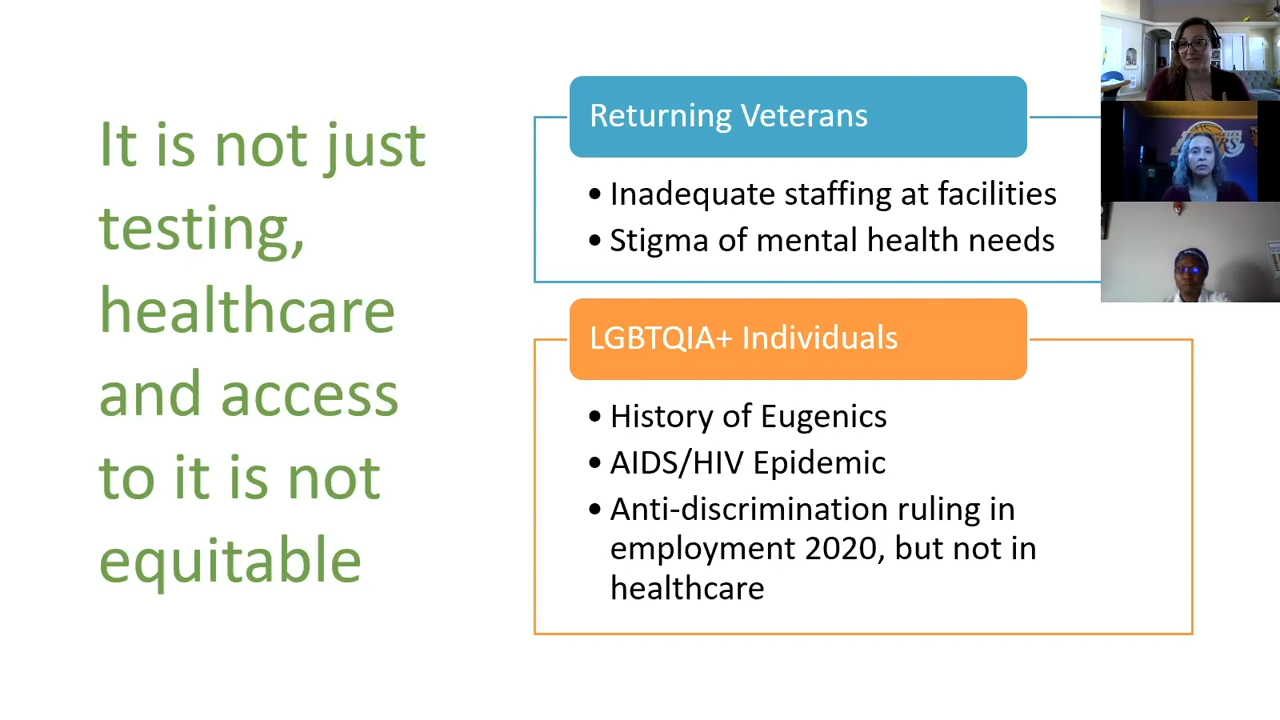 It is not just
testing,
healthcare
and access
to it is not
equitable
Returning Veterans
• Inadequate staffing at facilities
• Stigma of mental health needs
LGBTQIA+ Individuals
• History of Eugenics
• AIDS/HIV Epidemic
• Anti-discrimination ruling in
employment 2020, but not in
healthcare